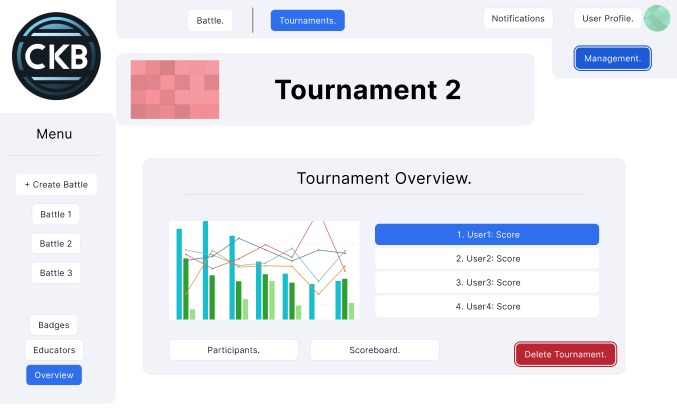 CKB
Battle.
Tournaments.
Notifications
User Profile.
Management.
Tournament 2
Menu
+ Create Battle
Battle 1
Battle 2
Battle 3
Badges
Educators
Overview
Tournament Overview.
1. User1: Score
2. User2: Score
3. User3: Score
4. User4: Score
Participants.
Scoreboard.
Delete Tournament.